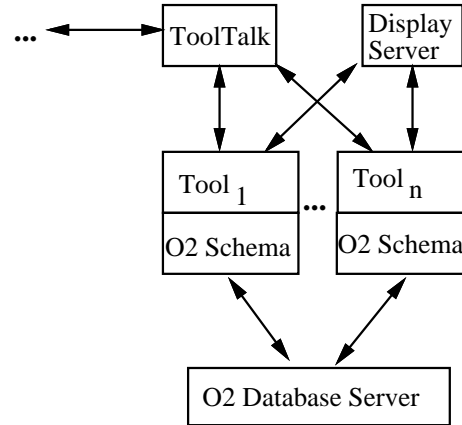 ... ToolTalk Display
Server
Tool 1 ... Tool n
O2 Schema O2 Schema
O2 Database Server